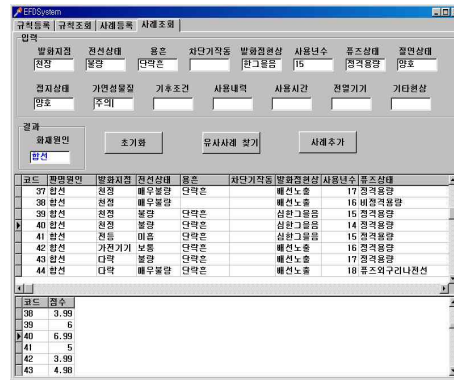 EFDSystem
규칙등록 규칙조회 사례등록 사례조회
입력
발화지점 전선상태 용흔 차단기작동 발화점현상 사용년수 퓨즈상태 절연상태
천장 불량 단락흔 한그을음 15 정격용량 양호
접지상태 가연성물질 기후조건 사용내력 사용시간 전열기기 기타현상
양호 주의
결과
화재원인
합선
초기화 유사사례 찾기 사례추가
코드 판명원인 발화지점 전선상태 용흔 차단기작동 발화점현상 사용년수 퓨즈상태
37 합선 천정 매우불량 단락흔 배선노출 17 정격용량
38 합선 천정 매우불량 배선노출 16 비정격용량
39 합선 천정 불량 단락흔 심한그을음 15 정격용량
40 합선 천정 불량 단락흔 심한그을음 14 정격용량
41 합선 전등 미흡 단락흔 심한그을음 15 정격용량
42 합선 가전기기 보통 단락흔 배선노출 16 정격용량
43 합선 다락 불량 단락흔 배선노출 17 정격용량
44 합선 다락 매우불량 단락흔 배선노출 18 퓨즈외구리나전선
코드 점수
38 3.99
39 6
40 6.99
41 5
42 3.99
43 4.98